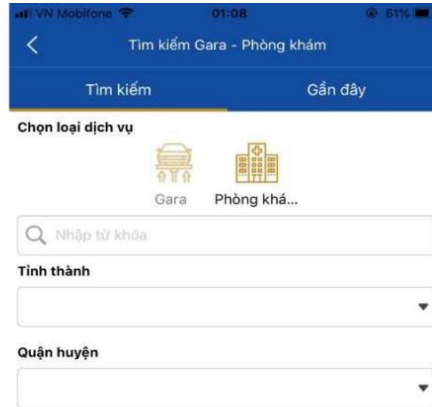 VN Mobifone 01:08 61%
Tìm kiếm Gara - Phòng khám
Tìm kiếm Gần đây
Chọn loại dịch vụ
Gara Phòng khá...
Nhập từ khóa
Tỉnh thành
Quận huyện